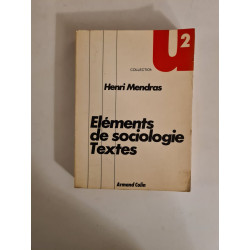 U2
COLLECTION
Henri Mendras
Eléments
de sociologie
Textes
Armand Colin